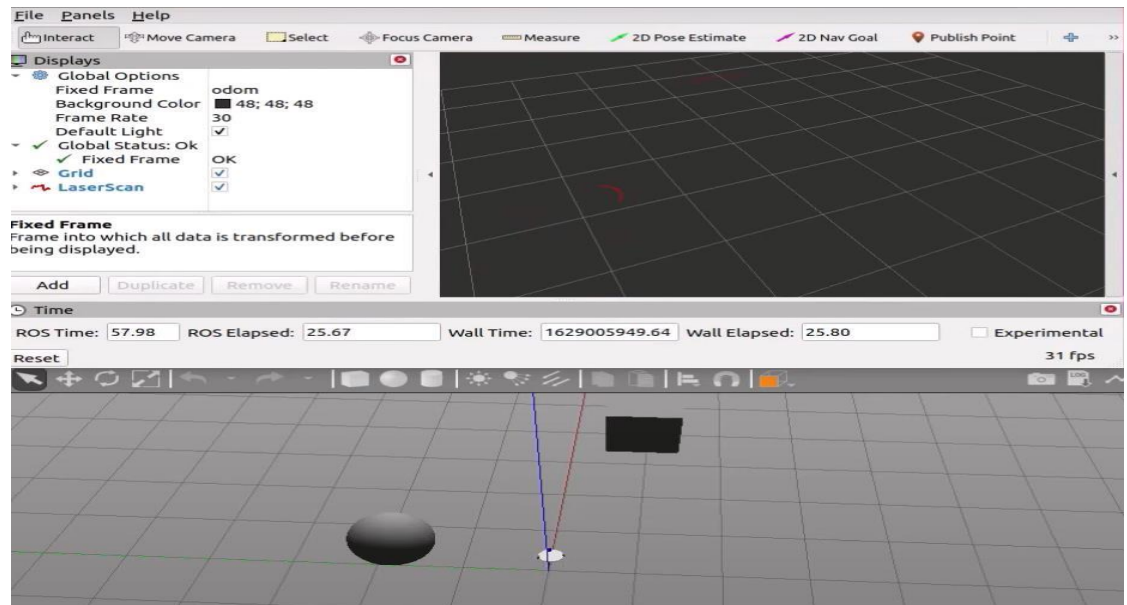 File Panels Help
Interact Move Camera Select Focus Camera Measure 2D Pose Estimate 2D Nav Goal Publish Point
Displays
Global Options
Fixed Frame odom
Background Color 48; 48; 48
Frame Rate 30
Default Light
Global Status: Ok
Fixed Frame OK
Grid
LaserScan
Fixed Frame
Frame into which all data is transformed before
being displayed.
Add Duplicate Remove Rename
Time
ROS Time: 57.98 ROS Elapsed: 25.67 Wall Time: 1629005949.64 Wall Elapsed: 25.80 Experimental
Reset 31 fps
LOG